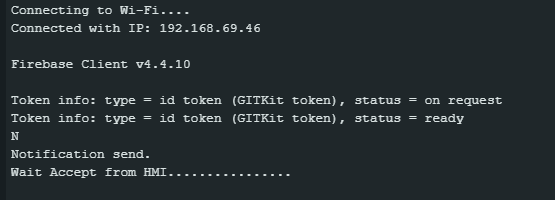 Connecting to Wi-Fi....
Connected with IP: 192.168.69.46
Firebase Client v4.4.10
Token info: type = id token (GITKit token), status = on request
Token info: type = id token (GITKit token), status = ready
N
Notification send.
Wait Accept from HMI................